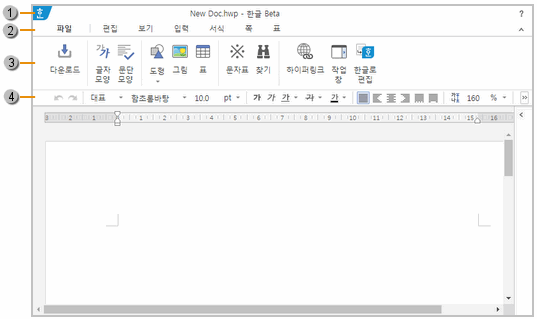 1 한 New Doc.hwp - 한글 Beta ?
2 파일 편집 보기 입력 서식 쪽 표
3 다운로드 글자 모양 문단 모양 도형 그림 표 문자표 찾기 하이퍼링크 작업 창 한글로 편집
4 대표 함초롬바탕 10.0 pt 가 가 가 가 가 160 %
3 2 1 1 2 3 4 5 6 7 8 9 10 11 12 13 14 15 16